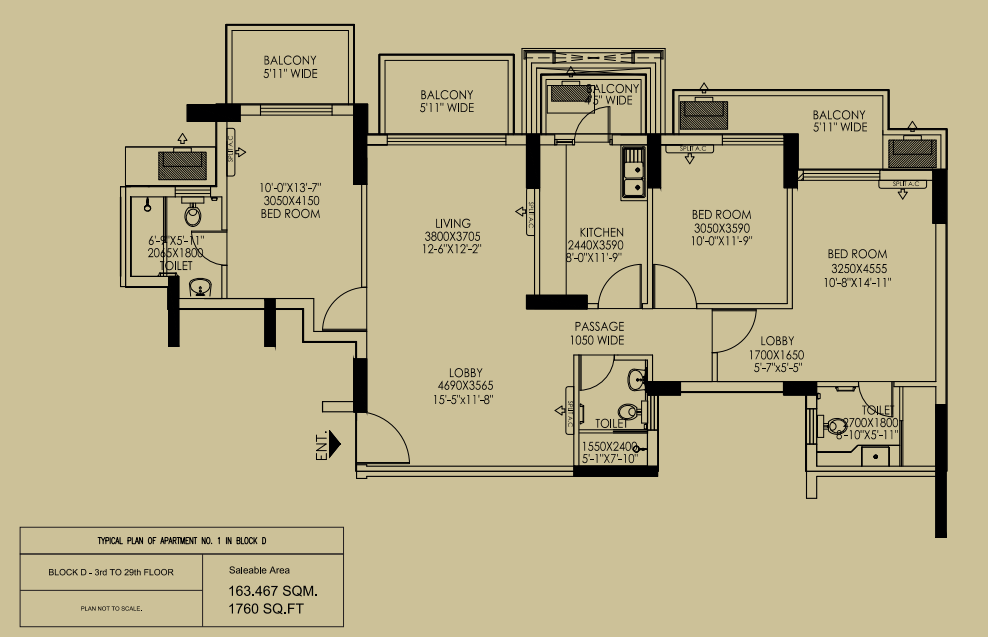 BALCONY
5'11" WIDE
BALCONY
5'11" WIDE
BALCONY
4'5" WIDE
BALCONY
5'11" WIDE
SPLIT A.C
10'-0"X13'-7"
3050X4150
BED ROOM
6'-9"X5'-11"
2065X1800
TOILET
LIVING
3800X3705
12-6"X12'-2"
SPLIT A.C
KITCHEN
2440X3590
8'-0"X11'-9"
SPLIT A.C
BED ROOM
3050X3590
10'-0"X11'-9"
SPLIT A.C
BED ROOM
3250X4555
10'-8"X14'-11"
PASSAGE
1050 WIDE
LOBBY
1700X1650
5'-7"x5'-5"
LOBBY
4690X3565
15'-5"x11'-8"
SPLIT A.C
TOILET
1550X2400
5'-1"X7'-10"
TOILET
2700X1800
8'-10"X5'-11"
ENT.
TYPICAL PLAN OF APARTMENT NO. 1 IN BLOCK D
BLOCK D - 3rd TO 29th FLOOR
PLAN NOT TO SCALE.
Saleable Area
163.467 SQM.
1760 SQ.FT